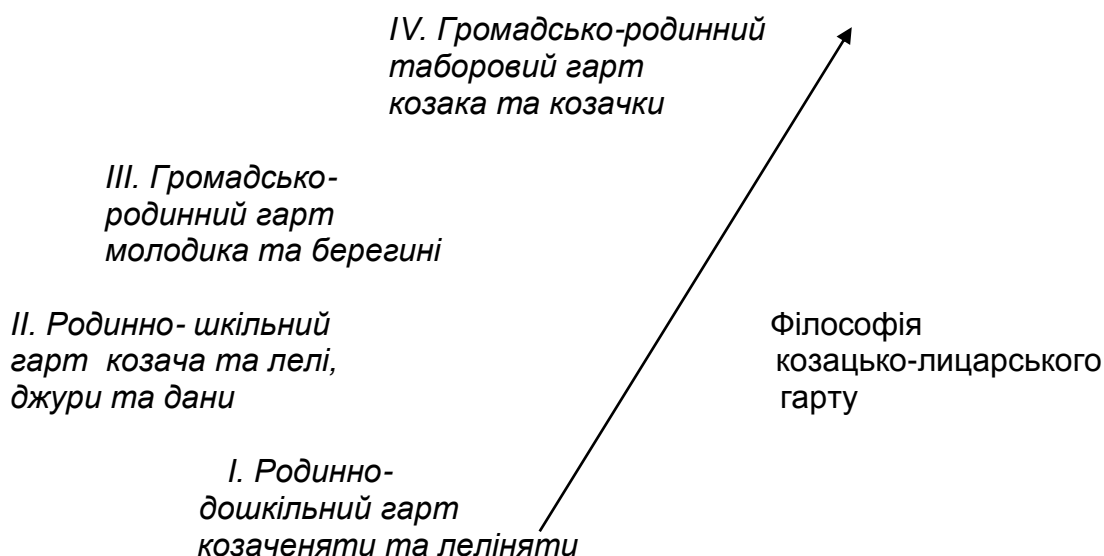 IV. Громадсько-родинний
таборовий гарт
козака та козачки
III. Громадсько-
родинний гарт
молодика та берегині
II. Родинно- шкільний
гарт козача та лелі,
джури та дани
Філософія
козацько-лицарського
гарту
I. Родинно-
дошкільний гарт
козаченяти та леліняти